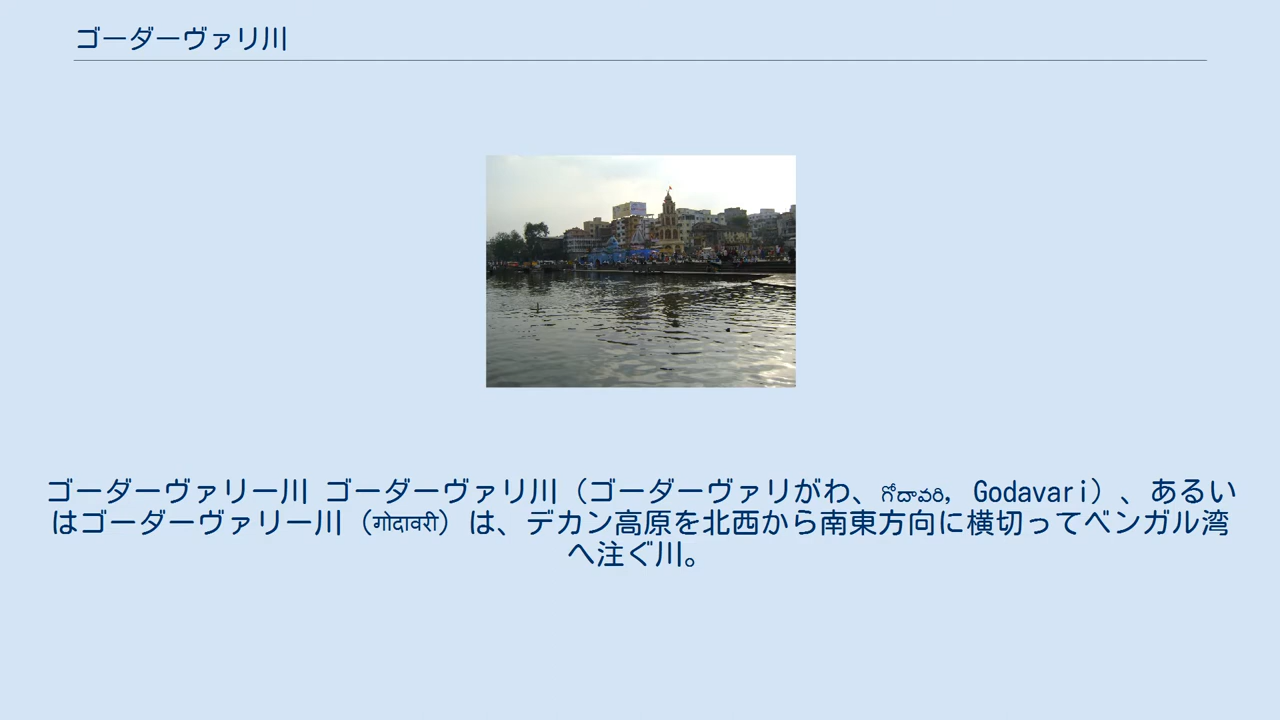 ゴーダーヴァリ川
ゴーダーヴァリー川 ゴーダーヴァリ川（ゴーダーヴァリがわ、గోదావరి, Godavari）、あるい
はゴーダーヴァリー川（गोदावरी）は、デカン高原を北西から南東方向に横切ってベンガル湾
へ注ぐ川。